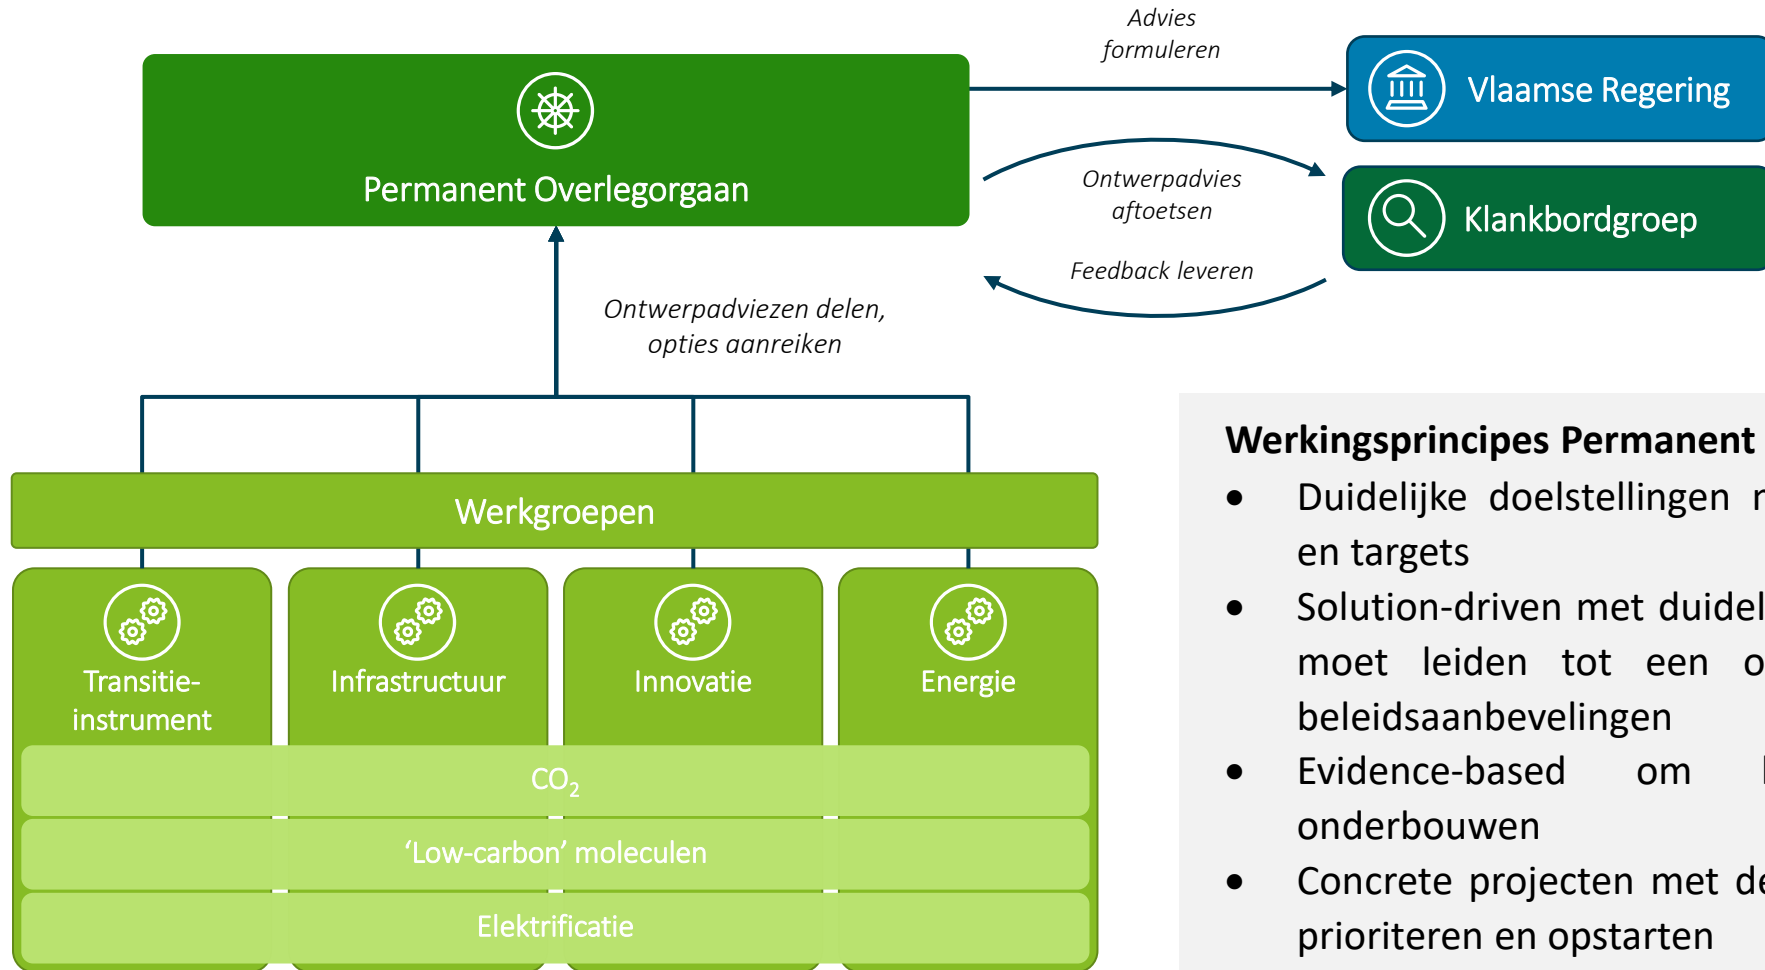 Advies
formuleren
Vlaamse Regering
Permanent Overlegorgaan
Ontwerpadvies
aftoetsen
Klankbordgroep
Feedback leveren
Ontwerpadviezen delen,
opties aanreiken
Werkgroepen
Transitie-
instrument
Infrastructuur
Innovatie
Energie
CO₂
‘Low-carbon’ moleculen
Elektrificatie
Werkingsprincipes Permanent
• Duidelijke doelstellingen
en targets
• Solution-driven met
moet leiden tot een
beleidsaanbevelingen
• Evidence-based om
onderbouwen
• Concrete projecten met
prioriteren en opstarten